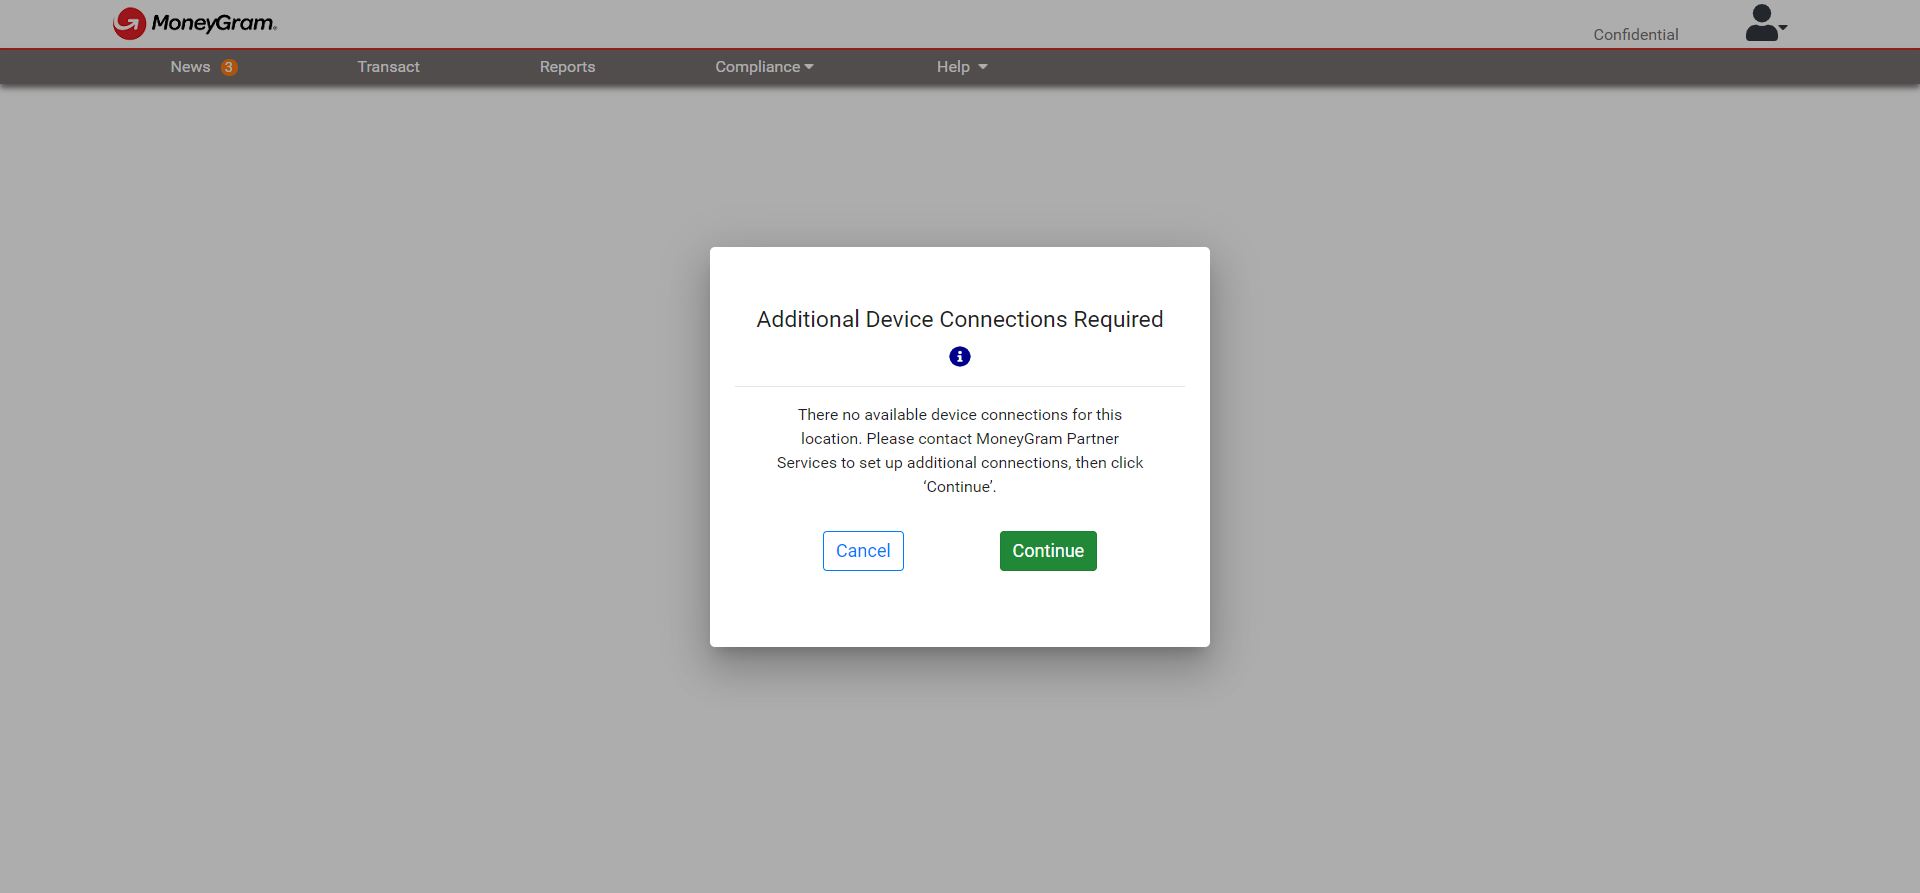 MoneyGram
Confidential
News 3
Transact
Reports
Compliance
Help
Additional Device Connections Required
There no available device connections for this
location. Please contact MoneyGram Partner
Services to set up additional connections, then click
‘Continue’.
Cancel
Continue